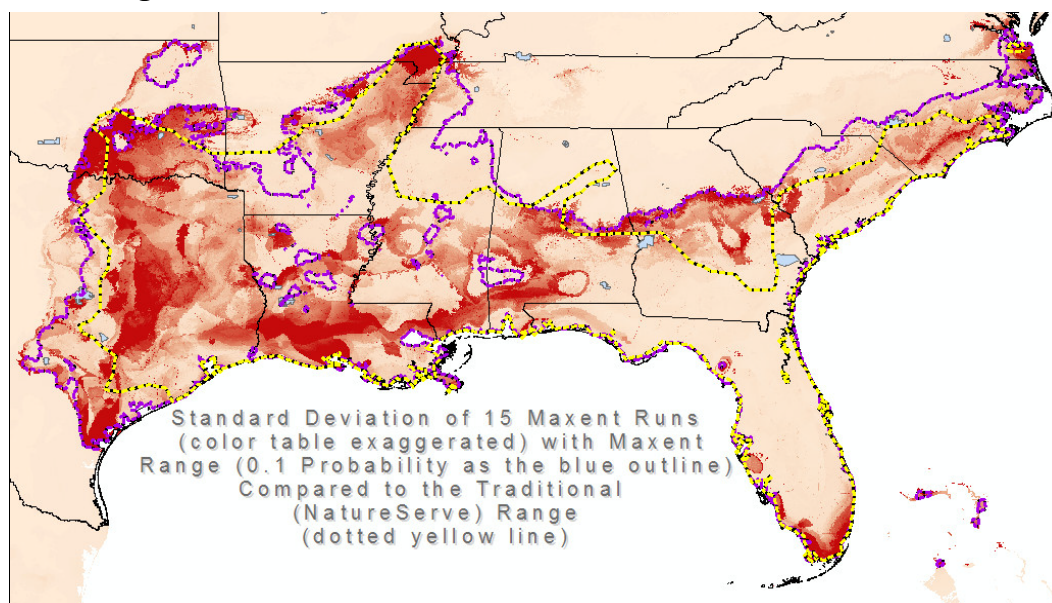 Standard Deviation of 15 Maxent Runs
(color table exaggerated) with Maxent
Range (0.1 Probability as the blue outline)
Compared to the Traditional
(NatureServe) Range
(dotted yellow line)